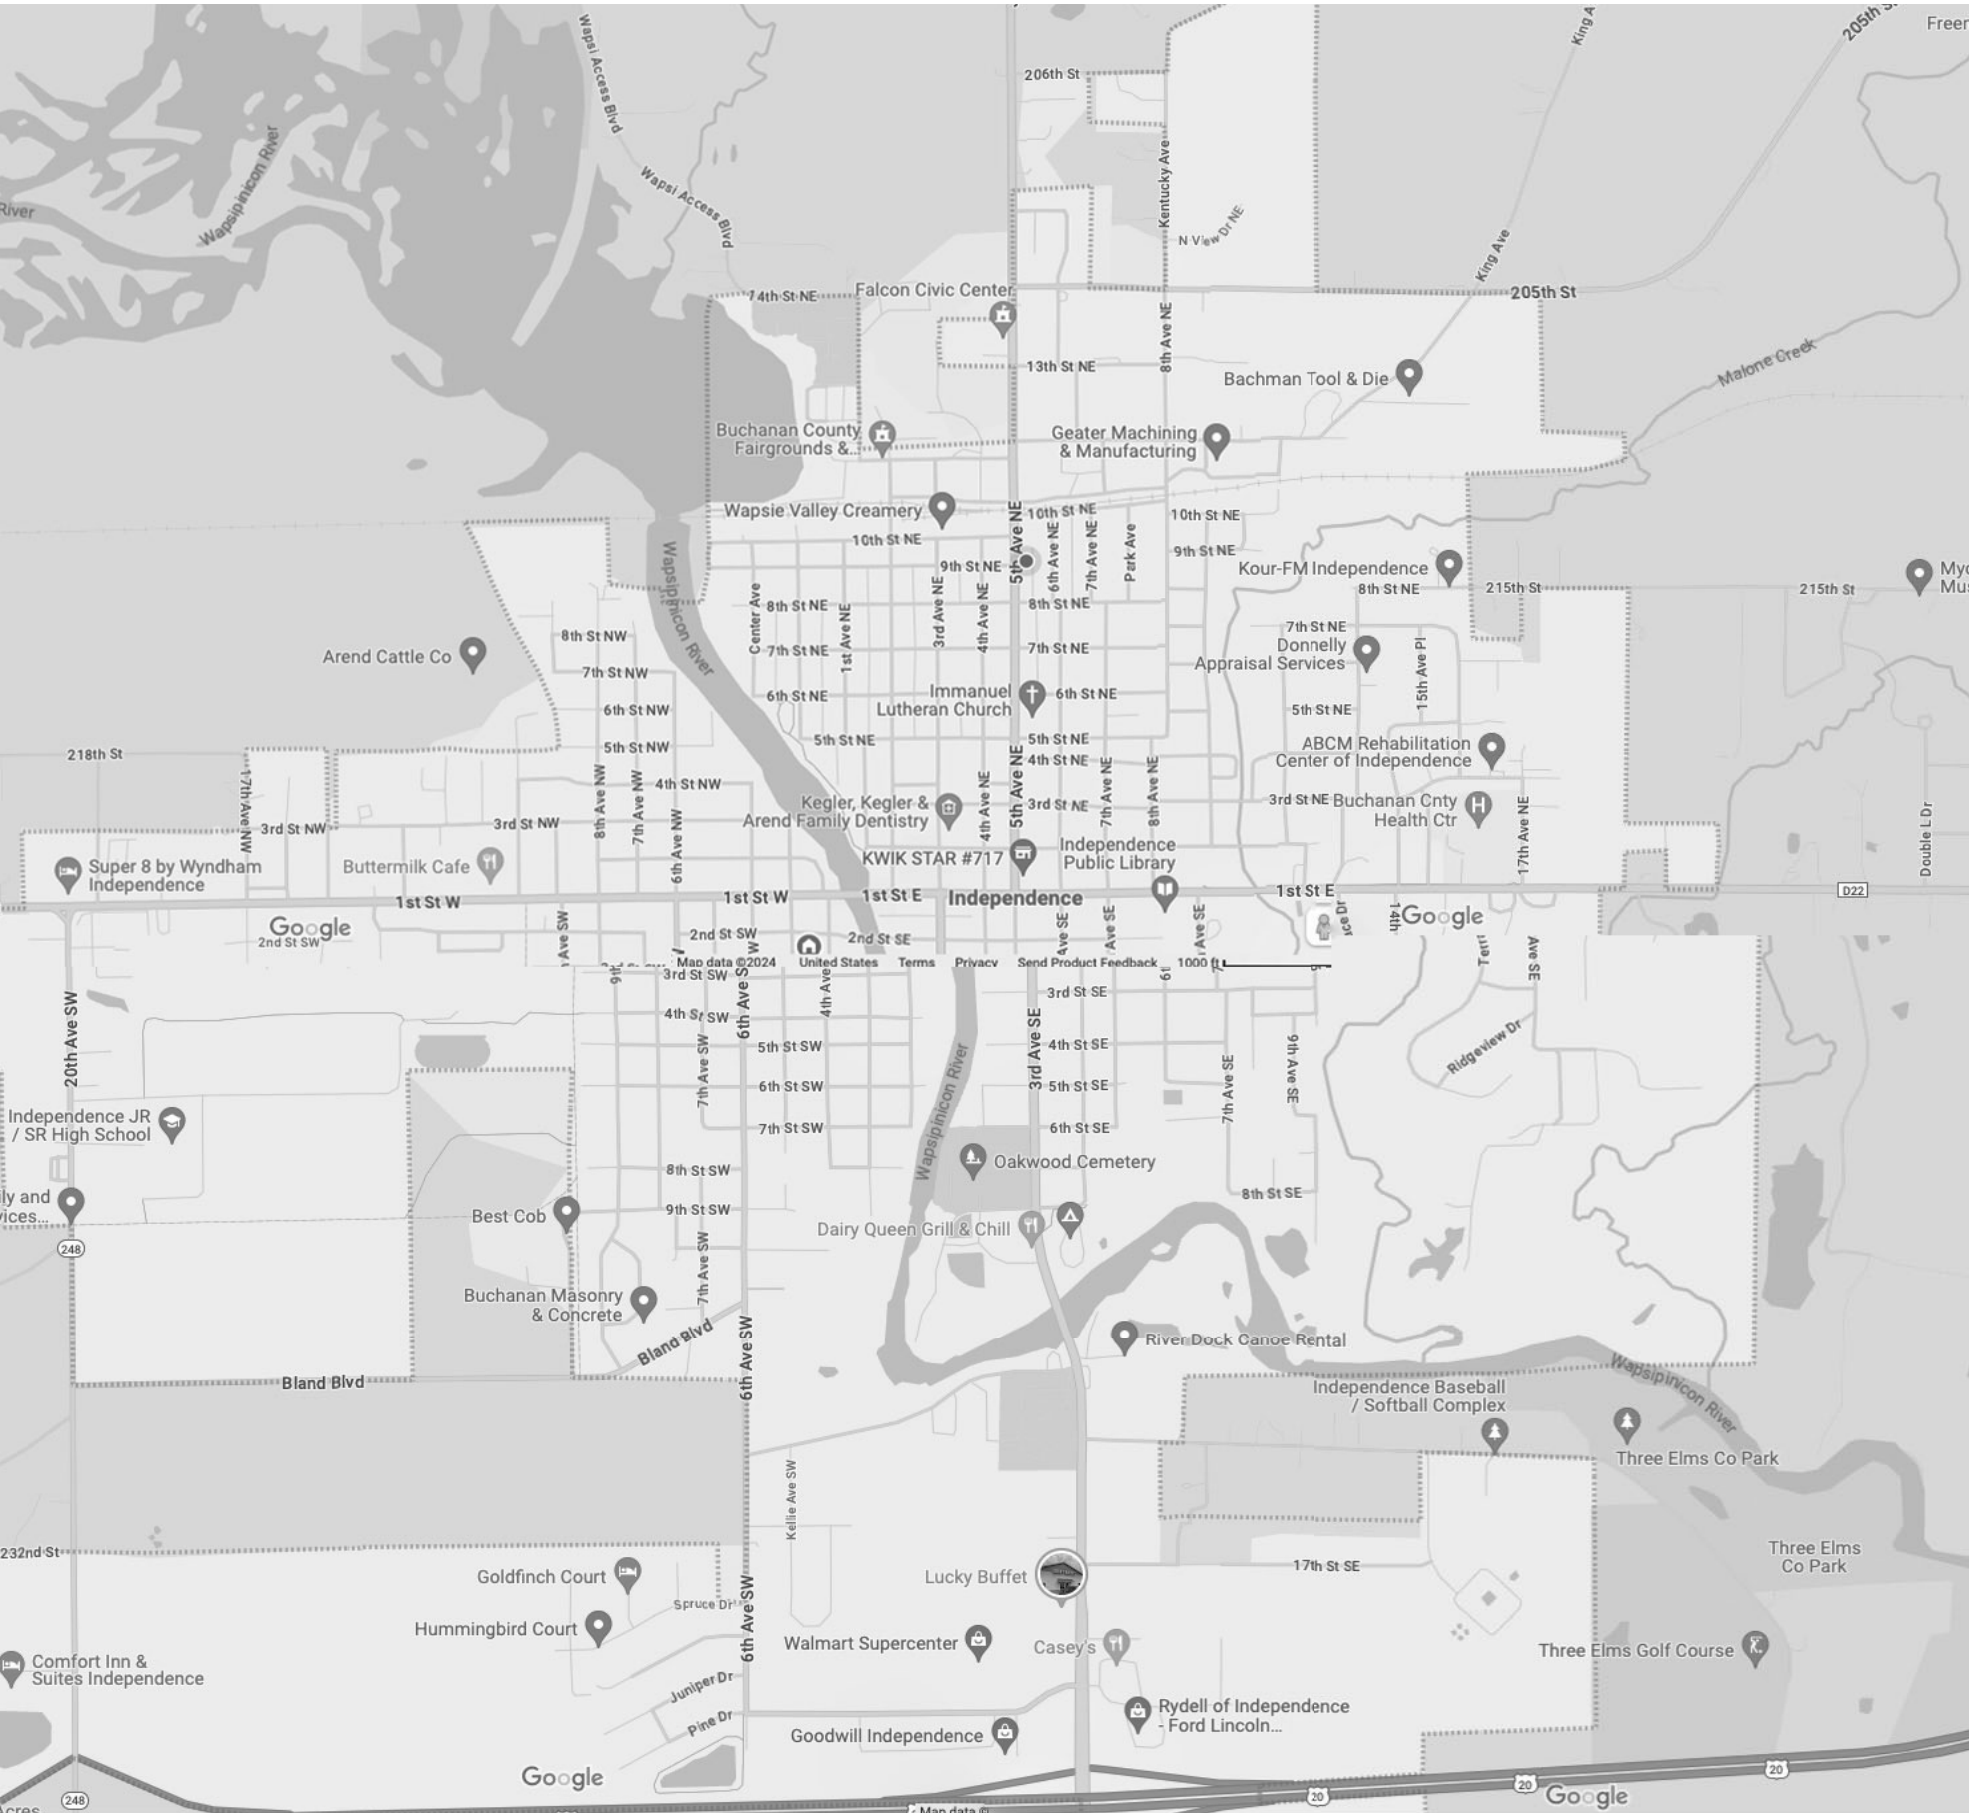 Wapsi Access Blvd
King A
205th S
Freer
206th St
Wapsipinicon River
River
Wapsi Access Blvd
Kentucky Ave
N View Dr NE
King Ave
14th St NE
Falcon Civic Center
205th St
8th Ave NE
13th St NE
Bachman Tool & Die
Malone Creek
Buchanan County
Fairgrounds &...
Geater Machining
& Manufacturing
Wapsie Valley Creamery
5th Ave NE
10th St NE
10th St NE
10th St NE
6th Ave NE
7th Ave NE
Park Ave
9th St NE
9th St NE
Wapsipinicon River
Kour-FM Independence
8th St NE
215th St
215th St
Myc
Mus
Center Ave
8th St NE
1st Ave NE
3rd Ave NE
4th Ave NE
8th St NE
8th St NW
7th St NE
7th St NE
7th St NE
Donnelly
Appraisal Services
15th Ave Pl
Arend Cattle Co
7th St NW
6th St NE
Immanuel
Lutheran Church
6th St NE
6th St NW
5th St NE
5th St NW
5th St NE
5th St NE
4th St NE
ABCM Rehabilitation
Center of Independence
218th St
17th Ave NW
8th Ave NW
7th Ave NW
4th St NW
6th Ave NW
4th Ave NE
5th Ave NE
7th Ave NE
8th Ave NE
3rd St NW
3rd St NW
Kegler, Kegler &
Arend Family Dentistry
3rd St NE
3rd St NE
Buchanan Cnty
Health Ctr
17th Ave NE
Double L Dr
Super 8 by Wyndham
Independence
Buttermilk Cafe
KWIK STAR #717
Independence
Public Library
1st St W
1st St W
1st St E
Independence
1st St E
D22
Google
2nd St SW
Ave SW
2nd St SW
2nd St SE
Ave SE
Ave SE
Ave SE
ce Dr
14th
Google
Terr
Ave SE
Map data ©2024
United States
Terms
Privacy
Send Product Feedback
1000 ft
3rd St SW
6th Ave S
4th Ave
3rd St SE
20th Ave SW
4th St SW
5th St SW
3rd Ave SE
4th St SE
7th Ave SE
9th Ave SE
Ridgeview Dr
7th Ave SW
6th St SW
Wapsipinicon River
5th St SE
Independence JR
/ SR High School
7th St SW
6th St SE
8th St SW
Oakwood Cemetery
ily and
vices...
Best Cob
9th St SW
8th St SE
Dairy Queen Grill & Chill
248
7th Ave SW
Buchanan Masonry
& Concrete
Bland Blvd
6th Ave SW
River Dock Canoe Rental
Bland Blvd
Wapsipinicon River
Independence Baseball
/ Softball Complex
Three Elms Co Park
Kellie Ave SW
232nd St
Three Elms
Co Park
Goldfinch Court
Lucky Buffet
17th St SE
Spruce Dr
6th Ave SW
Hummingbird Court
Walmart Supercenter
Casey's
Three Elms Golf Course
Comfort Inn &
Suites Independence
Juniper Dr
Pine Dr
Goodwill Independence
Rydell of Independence
- Ford Lincoln...
Google
20
20
20
Google
248
Acres
Map data ©